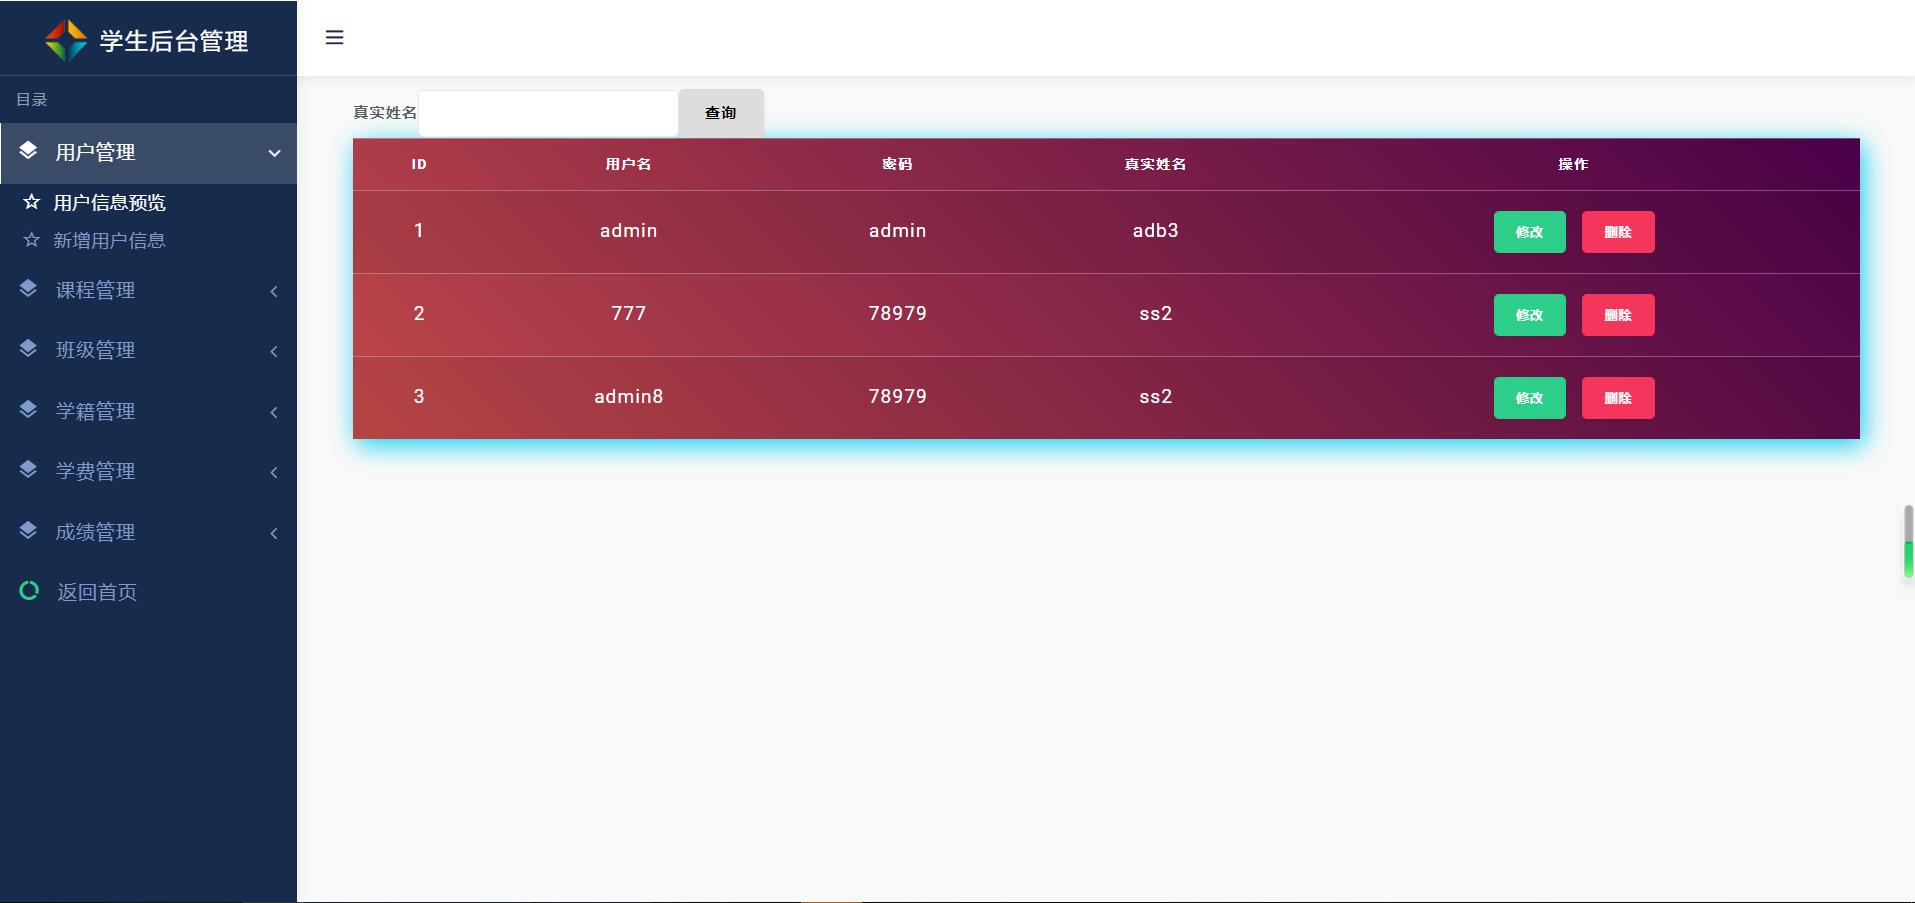 学生后台管理
目录
用户管理
用户信息预览
新增用户信息
课程管理
班级管理
学籍管理
学费管理
成绩管理
返回首页
真实姓名 查询
ID 用户名 密码 真实姓名 操作
1 admin admin adb3 修改 删除
2 777 78979 ss2 修改 删除
3 admin8 78979 ss2 修改 删除